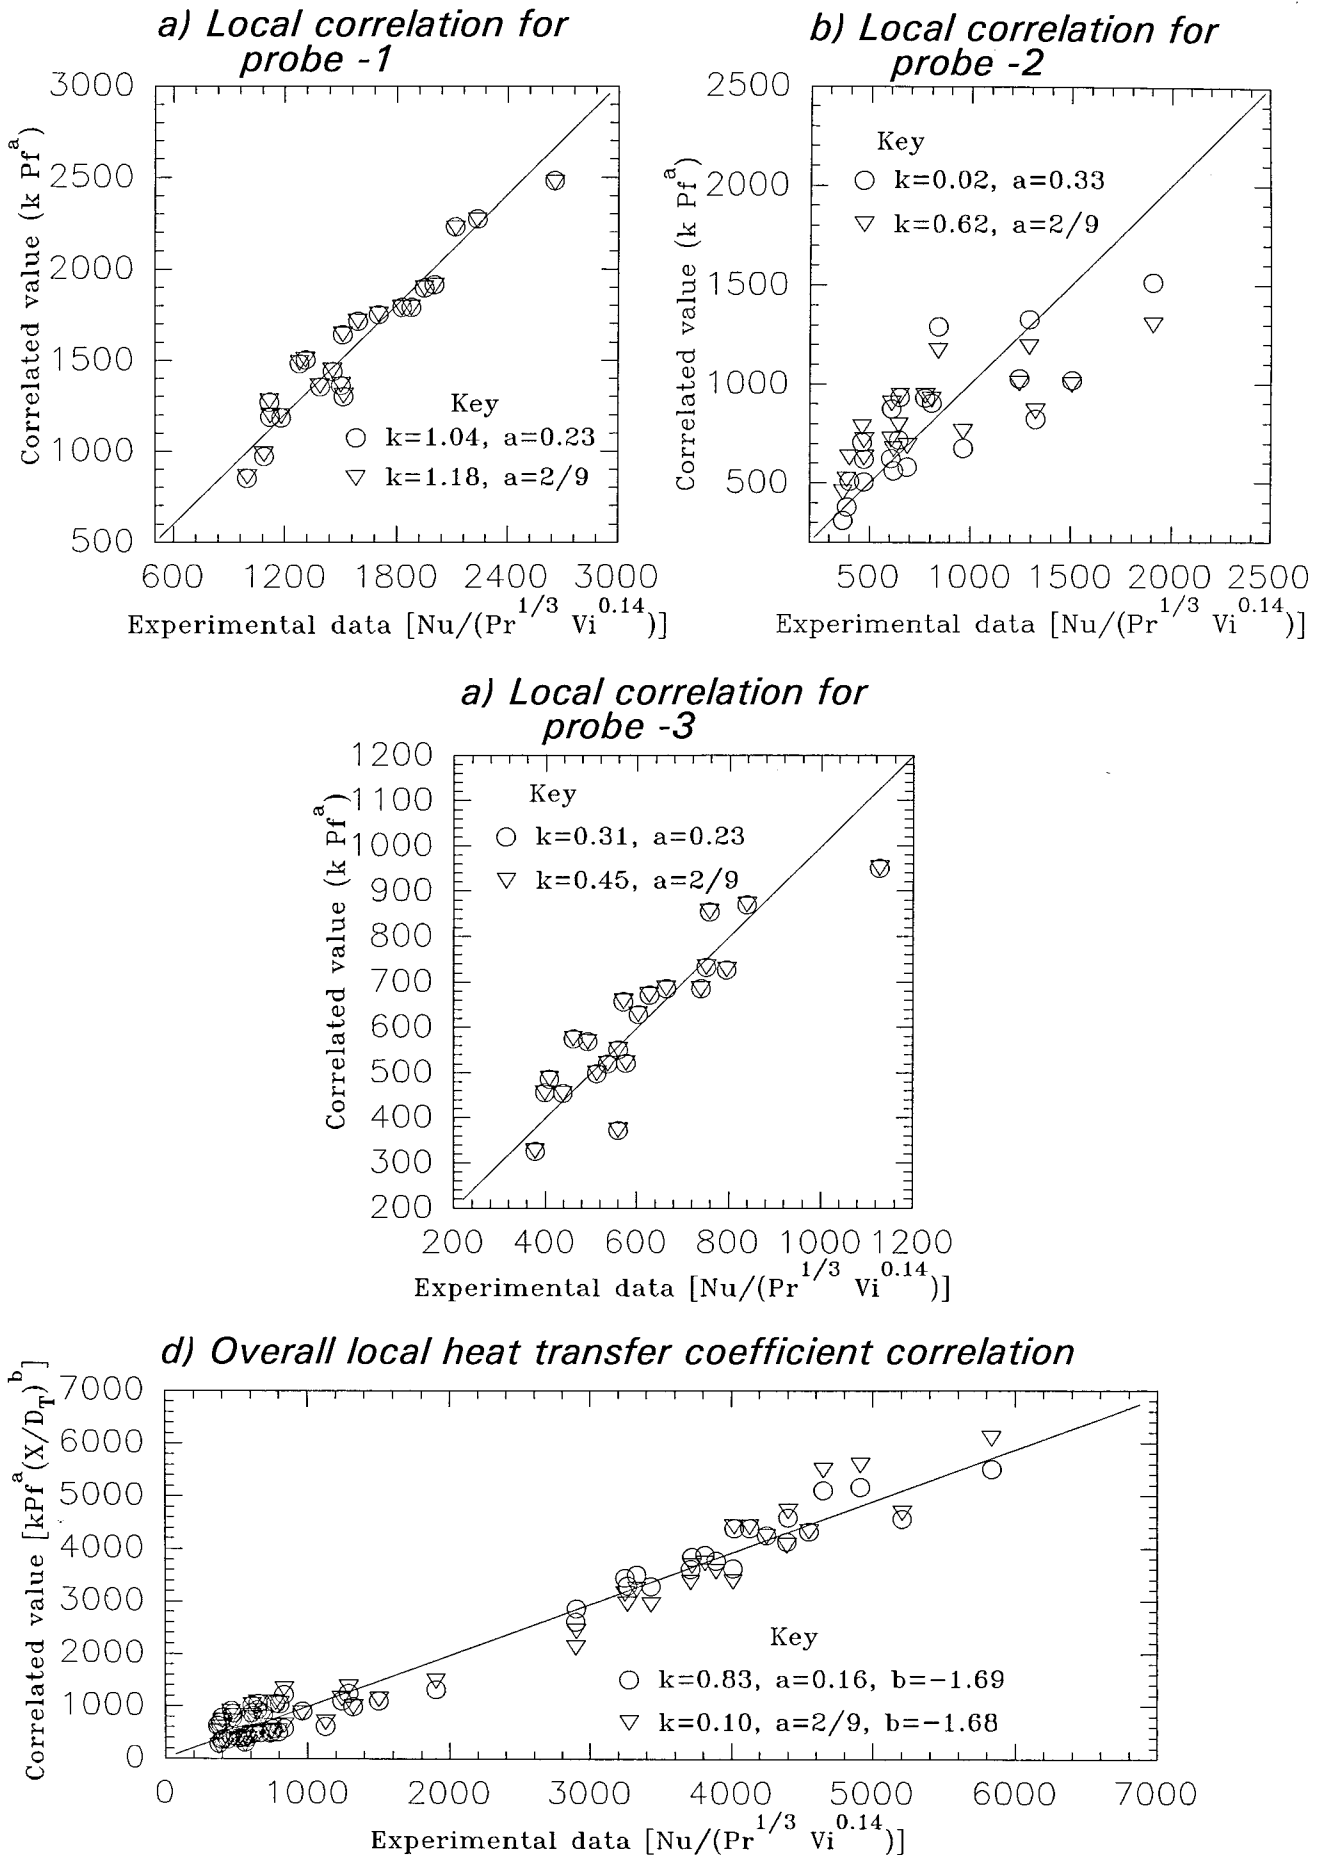 a) Local correlation for
probe -1
3000
2500
2000
1500
1000
500
Correlated value (k Pf^a)
Key
k=1.04, a=0.23
k=1.18, a=2/9
600 1200 1800 2400 3000
Experimental data [Nu/(Pr^1/3 Vi^0.14)]
b) Local correlation for
probe -2
2500
2000
1500
1000
500
Correlated value (k Pf^a)
Key
k=0.02, a=0.33
k=0.62, a=2/9
500 1000 1500 2000 2500
Experimental data [Nu/(Pr^1/3 Vi^0.14)]
a) Local correlation for
probe -3
1200
1100
1000
900
800
700
600
500
400
300
200
Correlated value (k Pf^a)
Key
k=0.31, a=0.23
k=0.45, a=2/9
200 400 600 800 1000 1200
Experimental data [Nu/(Pr^1/3 Vi^0.14)]
d) Overall local heat transfer coefficient correlation
7000
6000
5000
4000
3000
2000
1000
0
Correlated value [kPf^a(X/D_T)^b]
Key
k=0.83, a=0.16, b=-1.69
k=0.10, a=2/9, b=-1.68
0 1000 2000 3000 4000 5000 6000 7000
Experimental data [Nu/(Pr^1/3 Vi^0.14)]